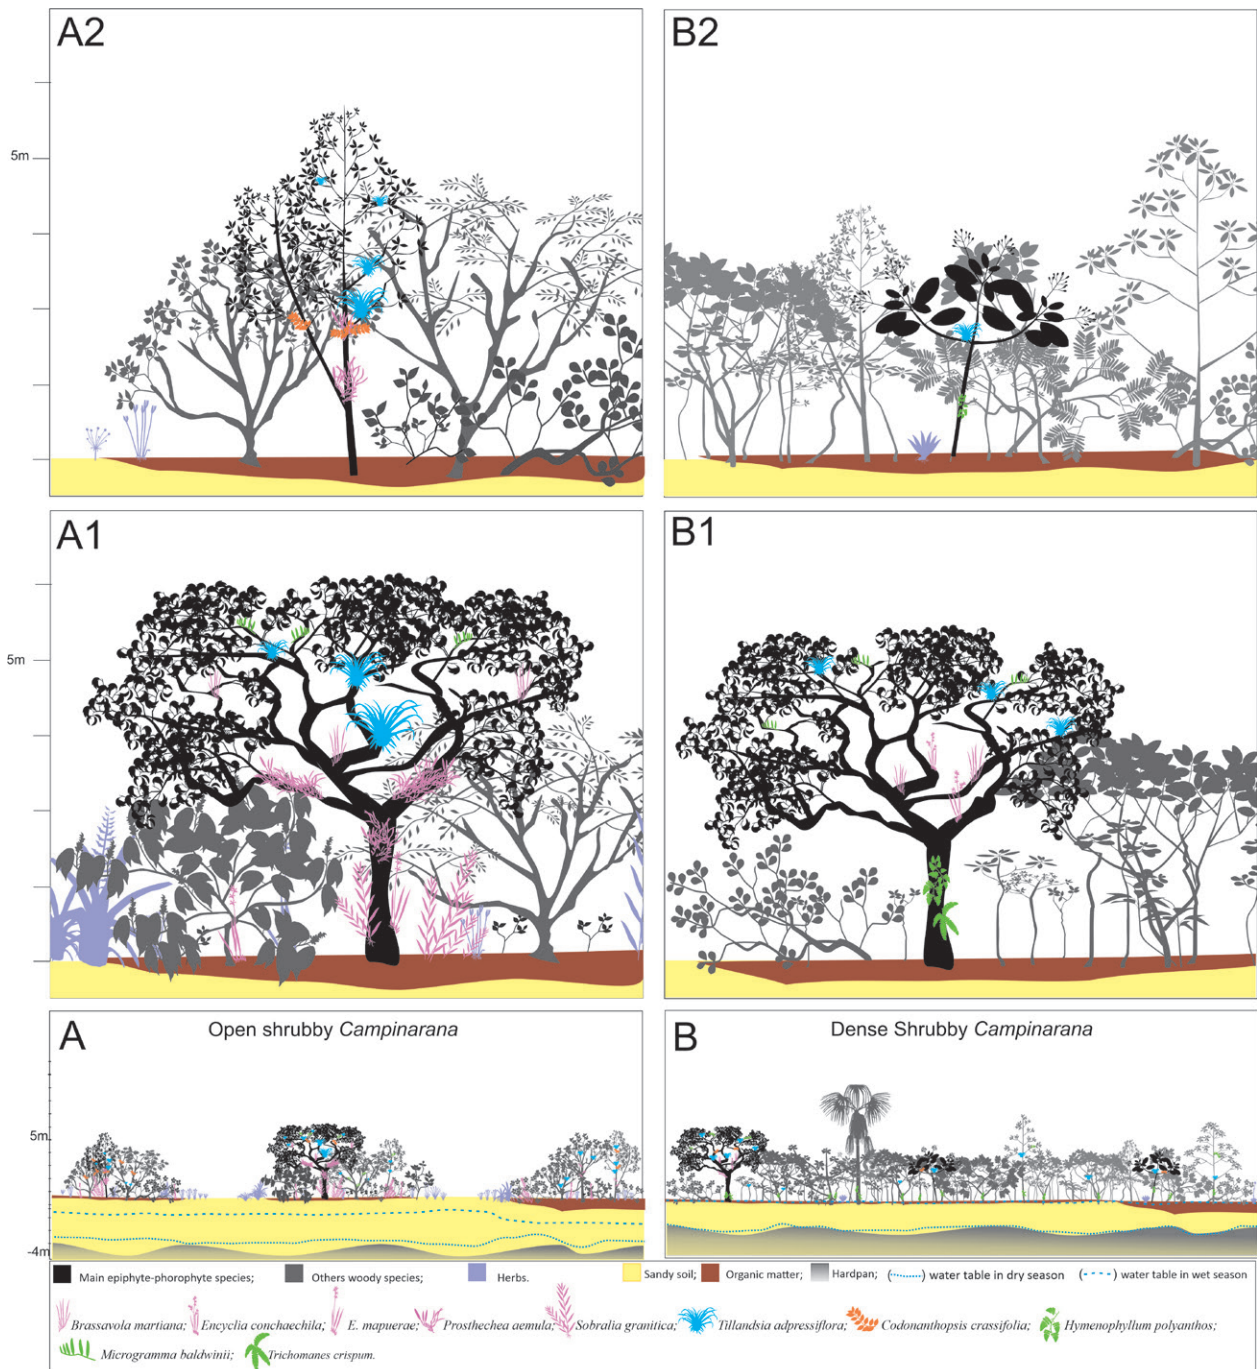 A2
B2
5m
A1
B1
5m
A
Open shrubby Campinarana
B
Dense Shrubby Campinarana
5m
-4m
Main epiphyte-phorophyte species; Others woody species; Herbs. Sandy soil; Organic matter; Hardpan; ( ) water table in dry season ( ) water table in wet season
Brassavola martiana; Encyclia conchaechila; E. mapuerae; Prosthechea aemula; Sobralia granitica; Tillandsia adpressiflora; Codonanthopsis crassifolia; Hymenophyllum polyanthos;
Microgramma baldwinii; Trichomanes crispum.